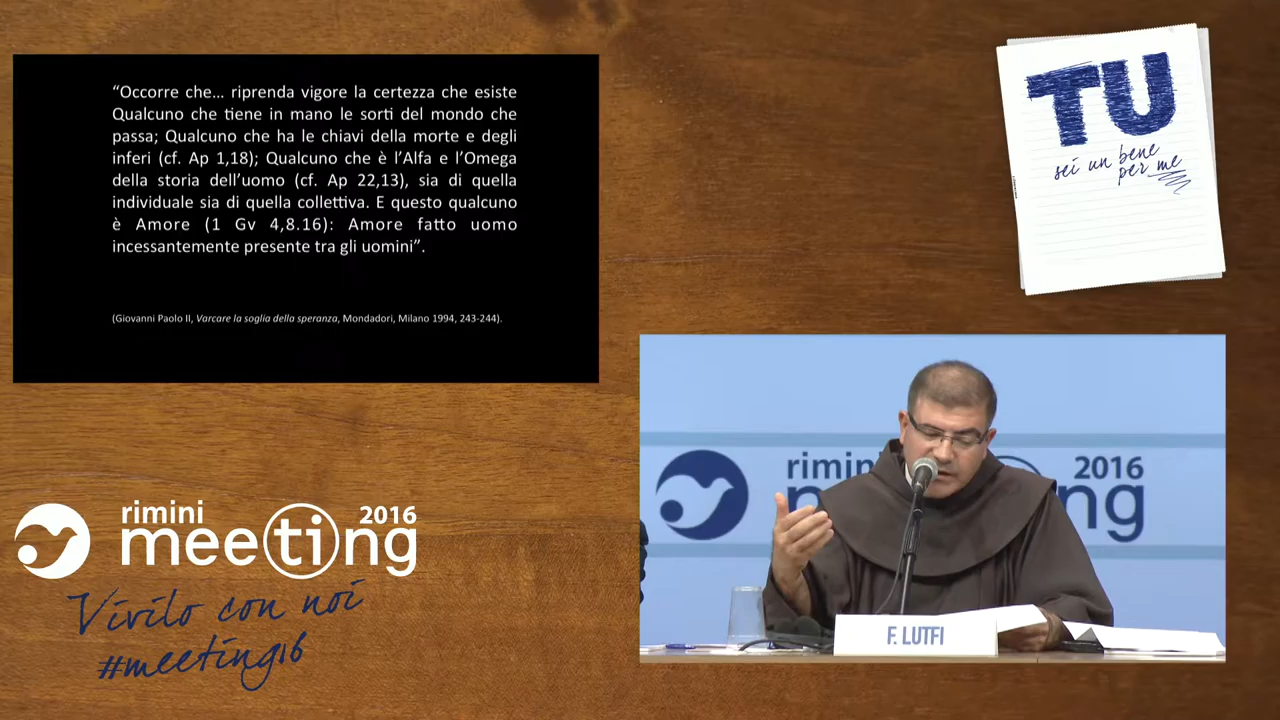 “Occorre che... riprenda vigore la certezza che esiste
Qualcuno che tiene in mano le sorti del mondo che
passa; Qualcuno che ha le chiavi della morte e degli
inferi (cf. Ap 1,18); Qualcuno che è l’Alfa e l’Omega
della storia dell’uomo (cf. Ap 22,13), sia di quella
individuale sia di quella collettiva. E questo qualcuno
è Amore (1 Gv 4,8.16): Amore fatto uomo
incessantemente presente tra gli uomini”.
(Giovanni Paolo II, Varcare la soglia della speranza, Mondadori, Milano 1994, 243-244).
TU
sei un bene
per me
rimini 2016
meeting
Vivilo con noi
#meeting16
rimini 2016
ng
F. LUTFI